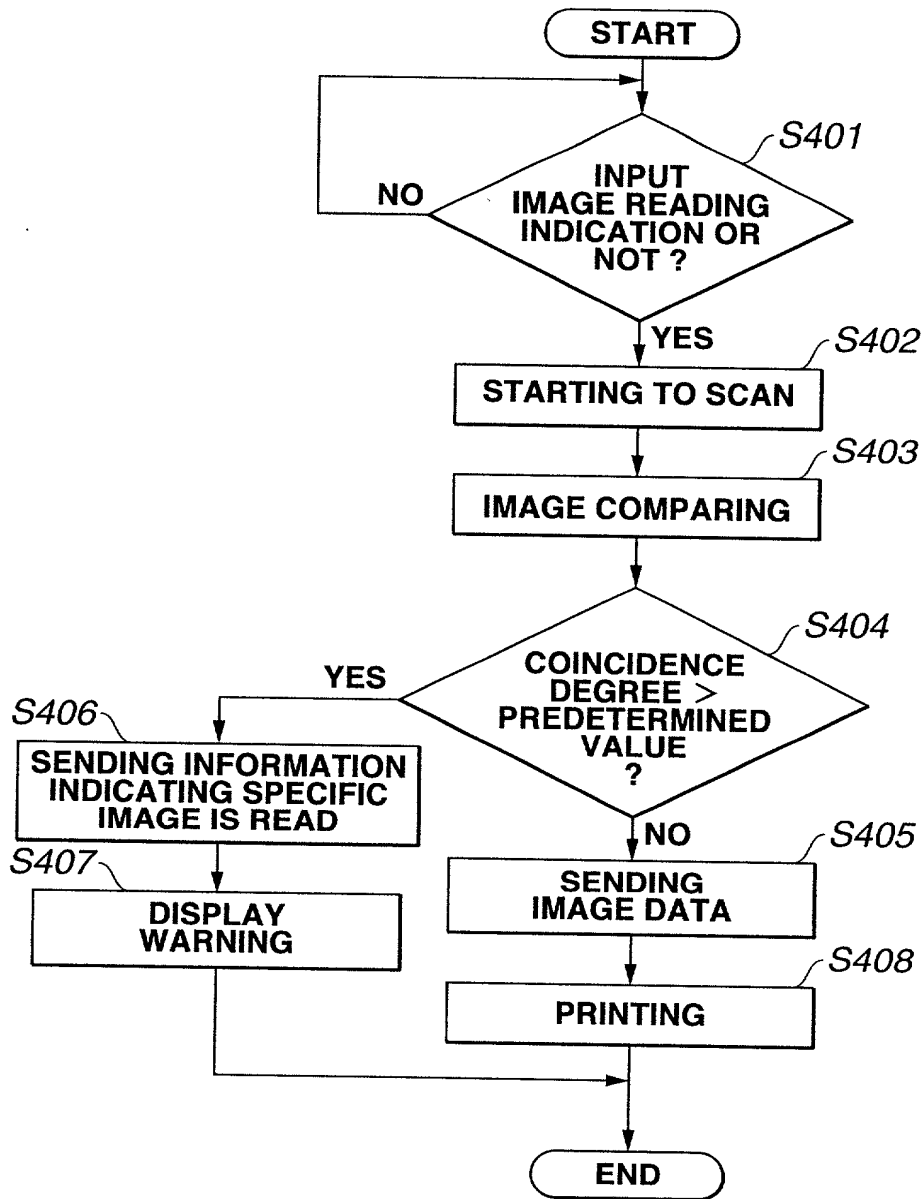 START
S401
INPUT
IMAGE READING
INDICATION OR
NOT ?
NO
YES
S402
STARTING TO SCAN
S403
IMAGE COMPARING
S404
COINCIDENCE
DEGREE >
PREDETERMINED
VALUE
?
YES
S406
SENDING INFORMATION
INDICATING SPECIFIC
IMAGE IS READ
NO
S405
SENDING
IMAGE DATA
S407
DISPLAY
WARNING
S408
PRINTING
END